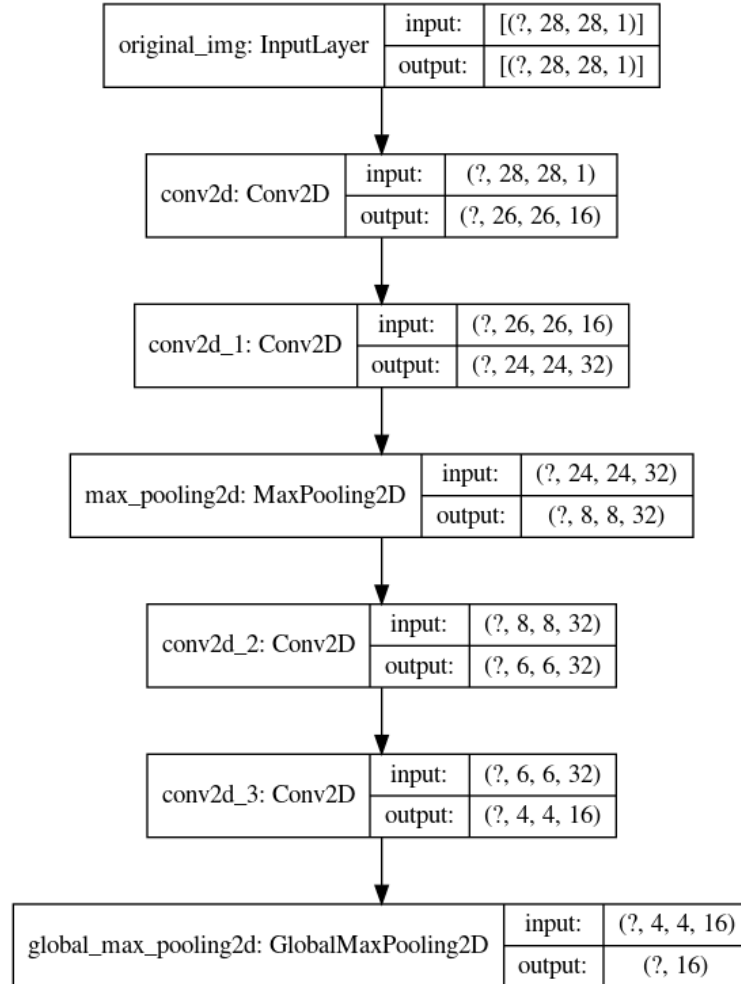 original_img: InputLayer
input: [(?, 28, 28, 1)]
output: [(?, 28, 28, 1)]
conv2d: Conv2D
input: (?, 28, 28, 1)
output: (?, 26, 26, 16)
conv2d_1: Conv2D
input: (?, 26, 26, 16)
output: (?, 24, 24, 32)
max_pooling2d: MaxPooling2D
input: (?, 24, 24, 32)
output: (?, 8, 8, 32)
conv2d_2: Conv2D
input: (?, 8, 8, 32)
output: (?, 6, 6, 32)
conv2d_3: Conv2D
input: (?, 6, 6, 32)
output: (?, 4, 4, 16)
global_max_pooling2d: GlobalMaxPooling2D
input: (?, 4, 4, 16)
output: (?, 16)